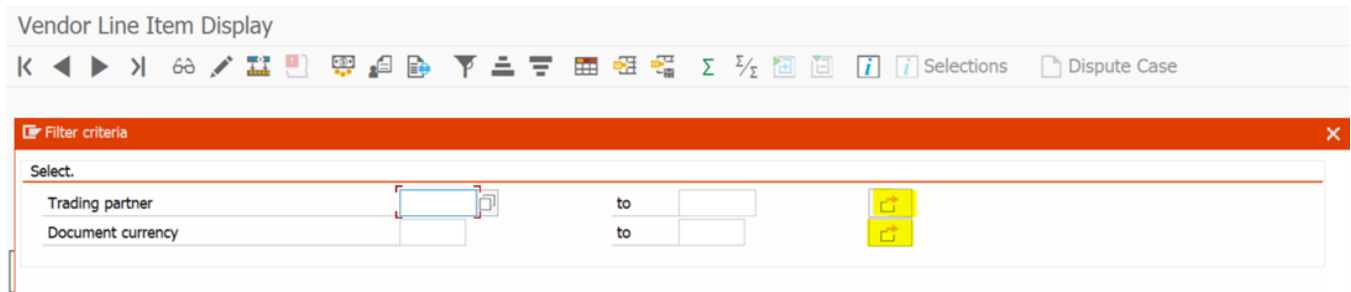 Vendor Line Item Display
Selections Dispute Case
Filter criteria
Select.
Trading partner to
Document currency to